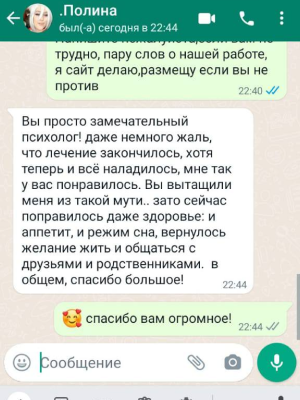 .Полина
был(-а) сегодня в 22:44
трудно, пару слов о нашей работе,
я сайт делаю,размещу если вы не
против
22:40
Вы просто замечательный
психолог! даже немного жаль,
что лечение закончилось, хотя
теперь и всё наладилось, мне так
у вас понравилось. Вы вытащили
меня из такой мути.. зато сейчас
поправилось даже здоровье: и
аппетит, и режим сна, вернулось
желание жить и общаться с
друзьями и родственниками. в
общем, спасибо большое!
22:44
спасибо вам огромное!
22:44
Сообщение